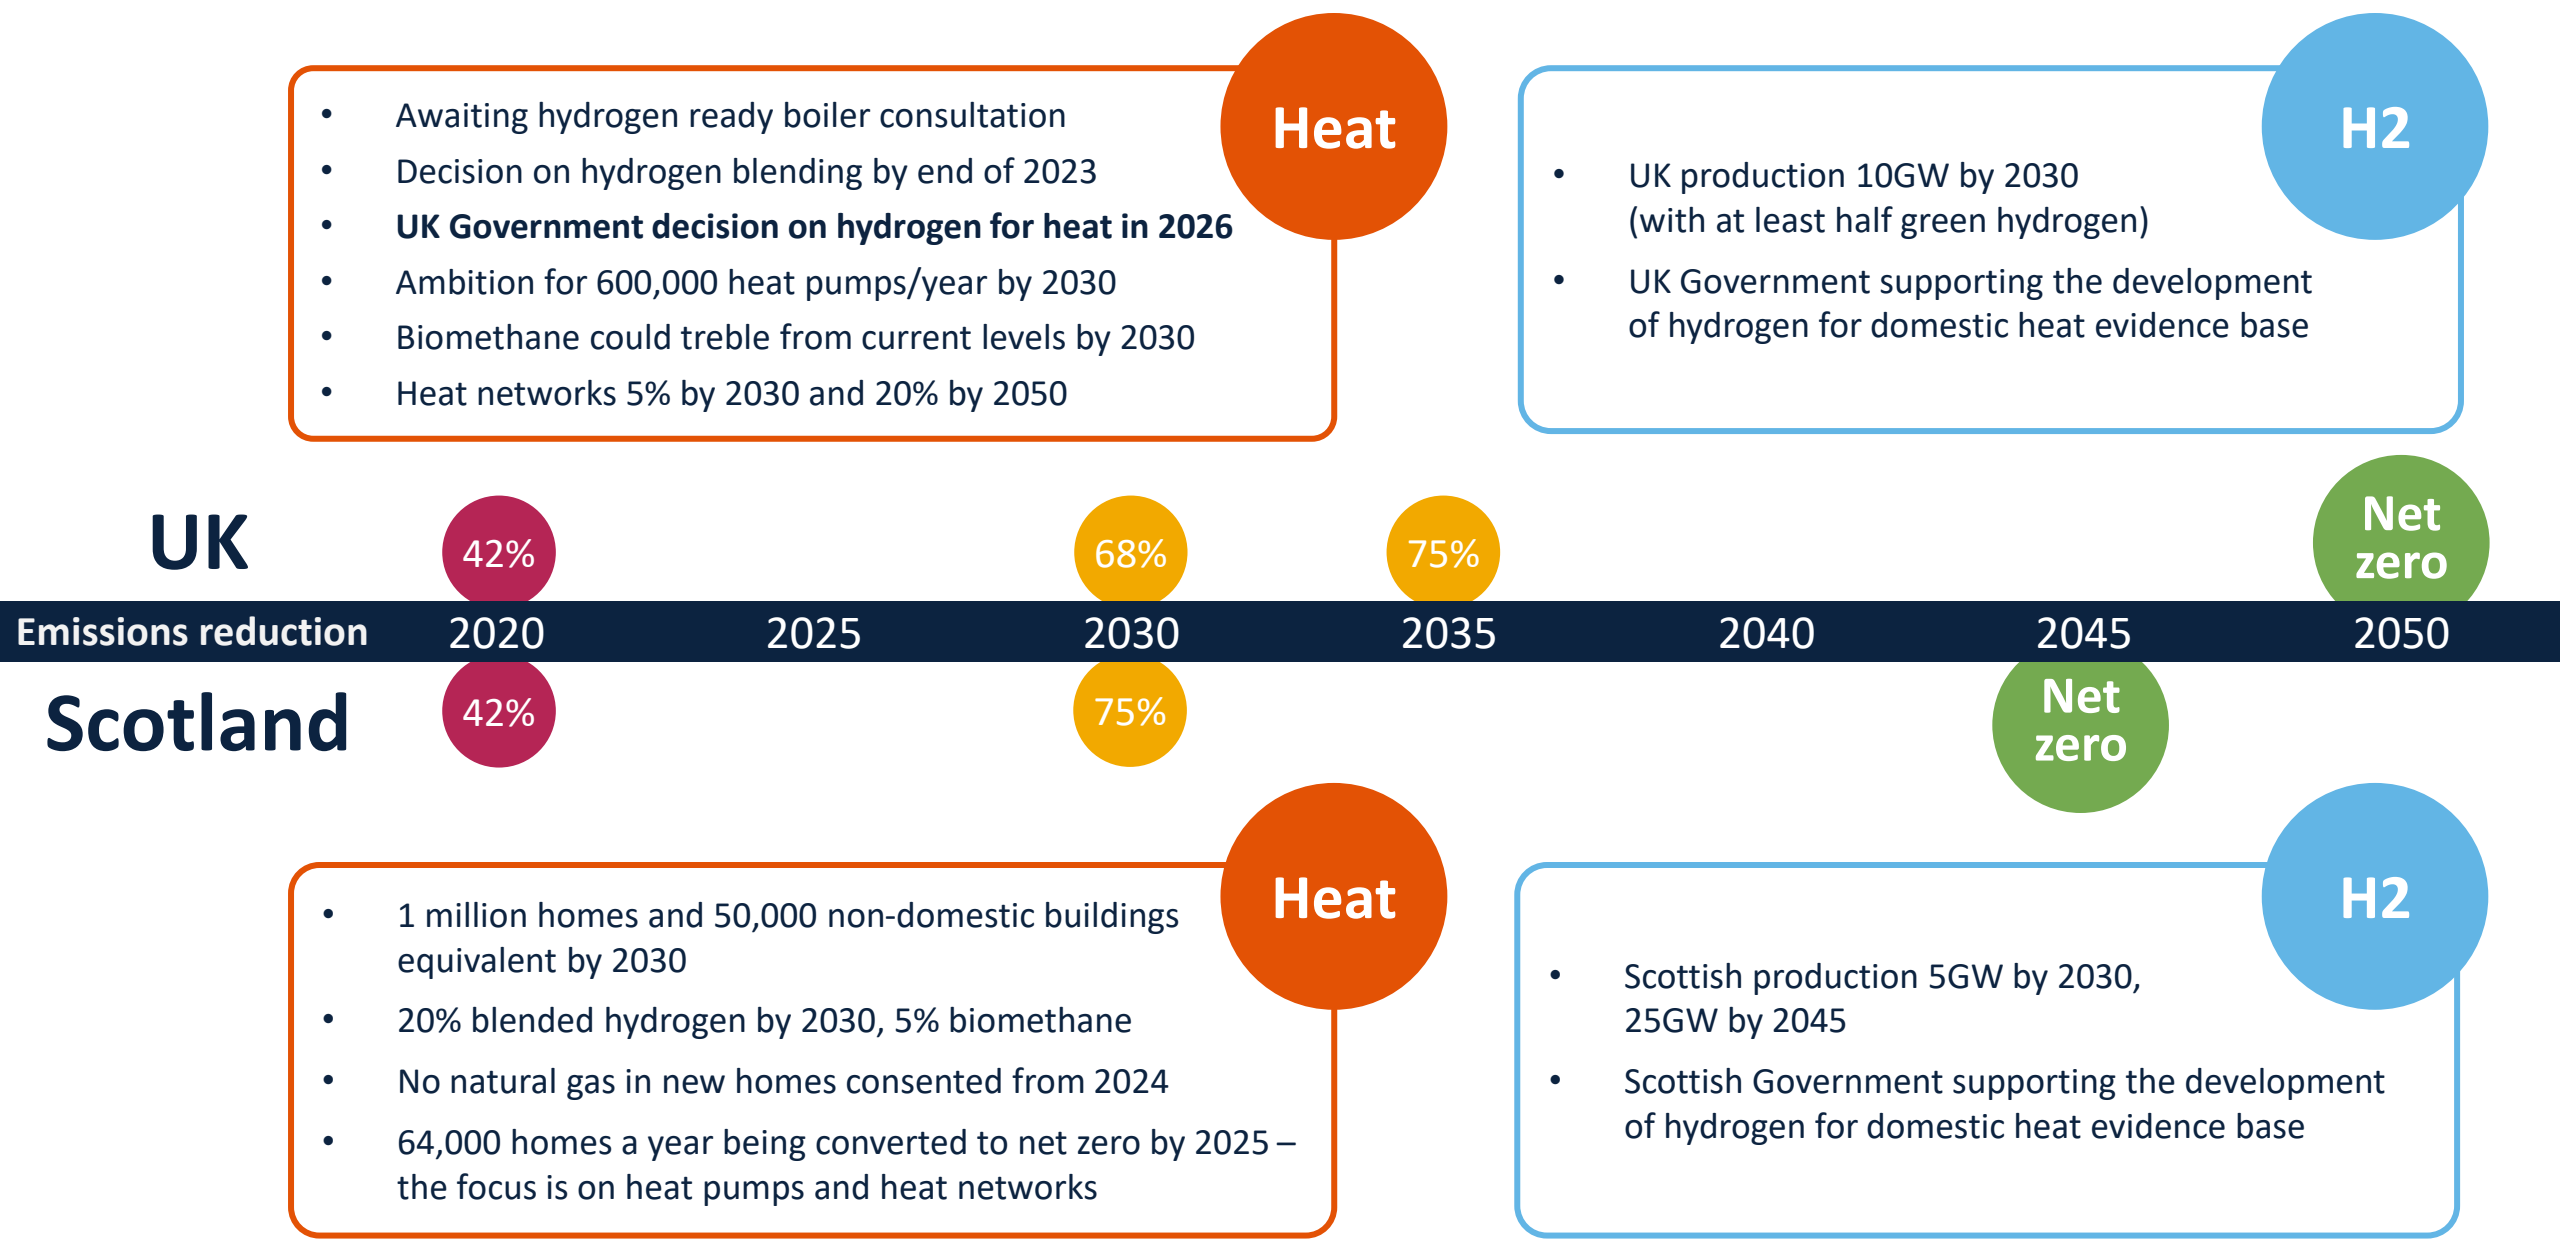 Heat
• Awaiting hydrogen ready boiler consultation
• Decision on hydrogen blending by end of 2023
• UK Government decision on hydrogen for heat in 2026
• Ambition for 600,000 heat pumps/year by 2030
• Biomethane could treble from current levels by 2030
• Heat networks 5% by 2030 and 20% by 2050
H2
• UK production 10GW by 2030
(with at least half green hydrogen)
• UK Government supporting the development
of hydrogen for domestic heat evidence base
UK
42%
68%
75%
Net
zero
Emissions reduction 2020 2025 2030 2035 2040 2045 2050
Scotland
42%
75%
Net
zero
Heat
• 1 million homes and 50,000 non-domestic buildings
equivalent by 2030
• 20% blended hydrogen by 2030, 5% biomethane
• No natural gas in new homes consented from 2024
• 64,000 homes a year being converted to net zero by 2025 –
the focus is on heat pumps and heat networks
H2
• Scottish production 5GW by 2030,
25GW by 2045
• Scottish Government supporting the development
of hydrogen for domestic heat evidence base